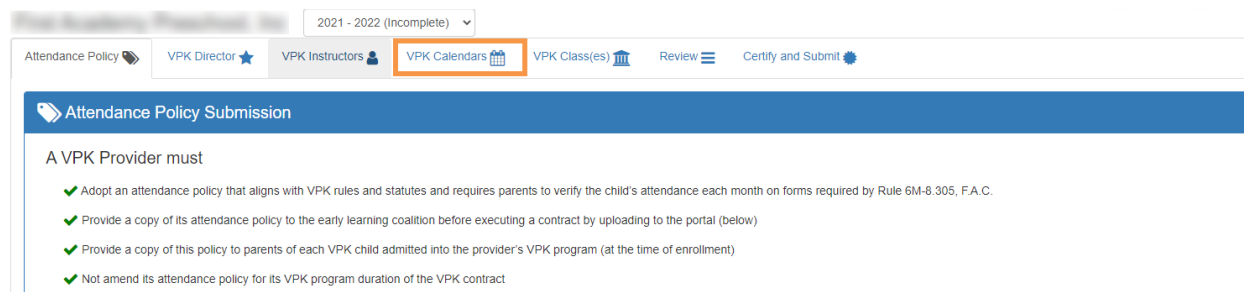 2021 - 2022 (Incomplete)
Attendance Policy VPK Director VPK Instructors VPK Calendars VPK Class(es) Review Certify and Submit
Attendance Policy Submission
A VPK Provider must
Adopt an attendance policy that aligns with VPK rules and statutes and requires parents to verify the child's attendance each month on forms required by Rule 6M-8.305, F.A.C.
Provide a copy of its attendance policy to the early learning coalition before executing a contract by uploading to the portal (below)
Provide a copy of this policy to parents of each VPK child admitted into the provider's VPK program (at the time of enrollment)
Not amend its attendance policy for its VPK program duration of the VPK contract